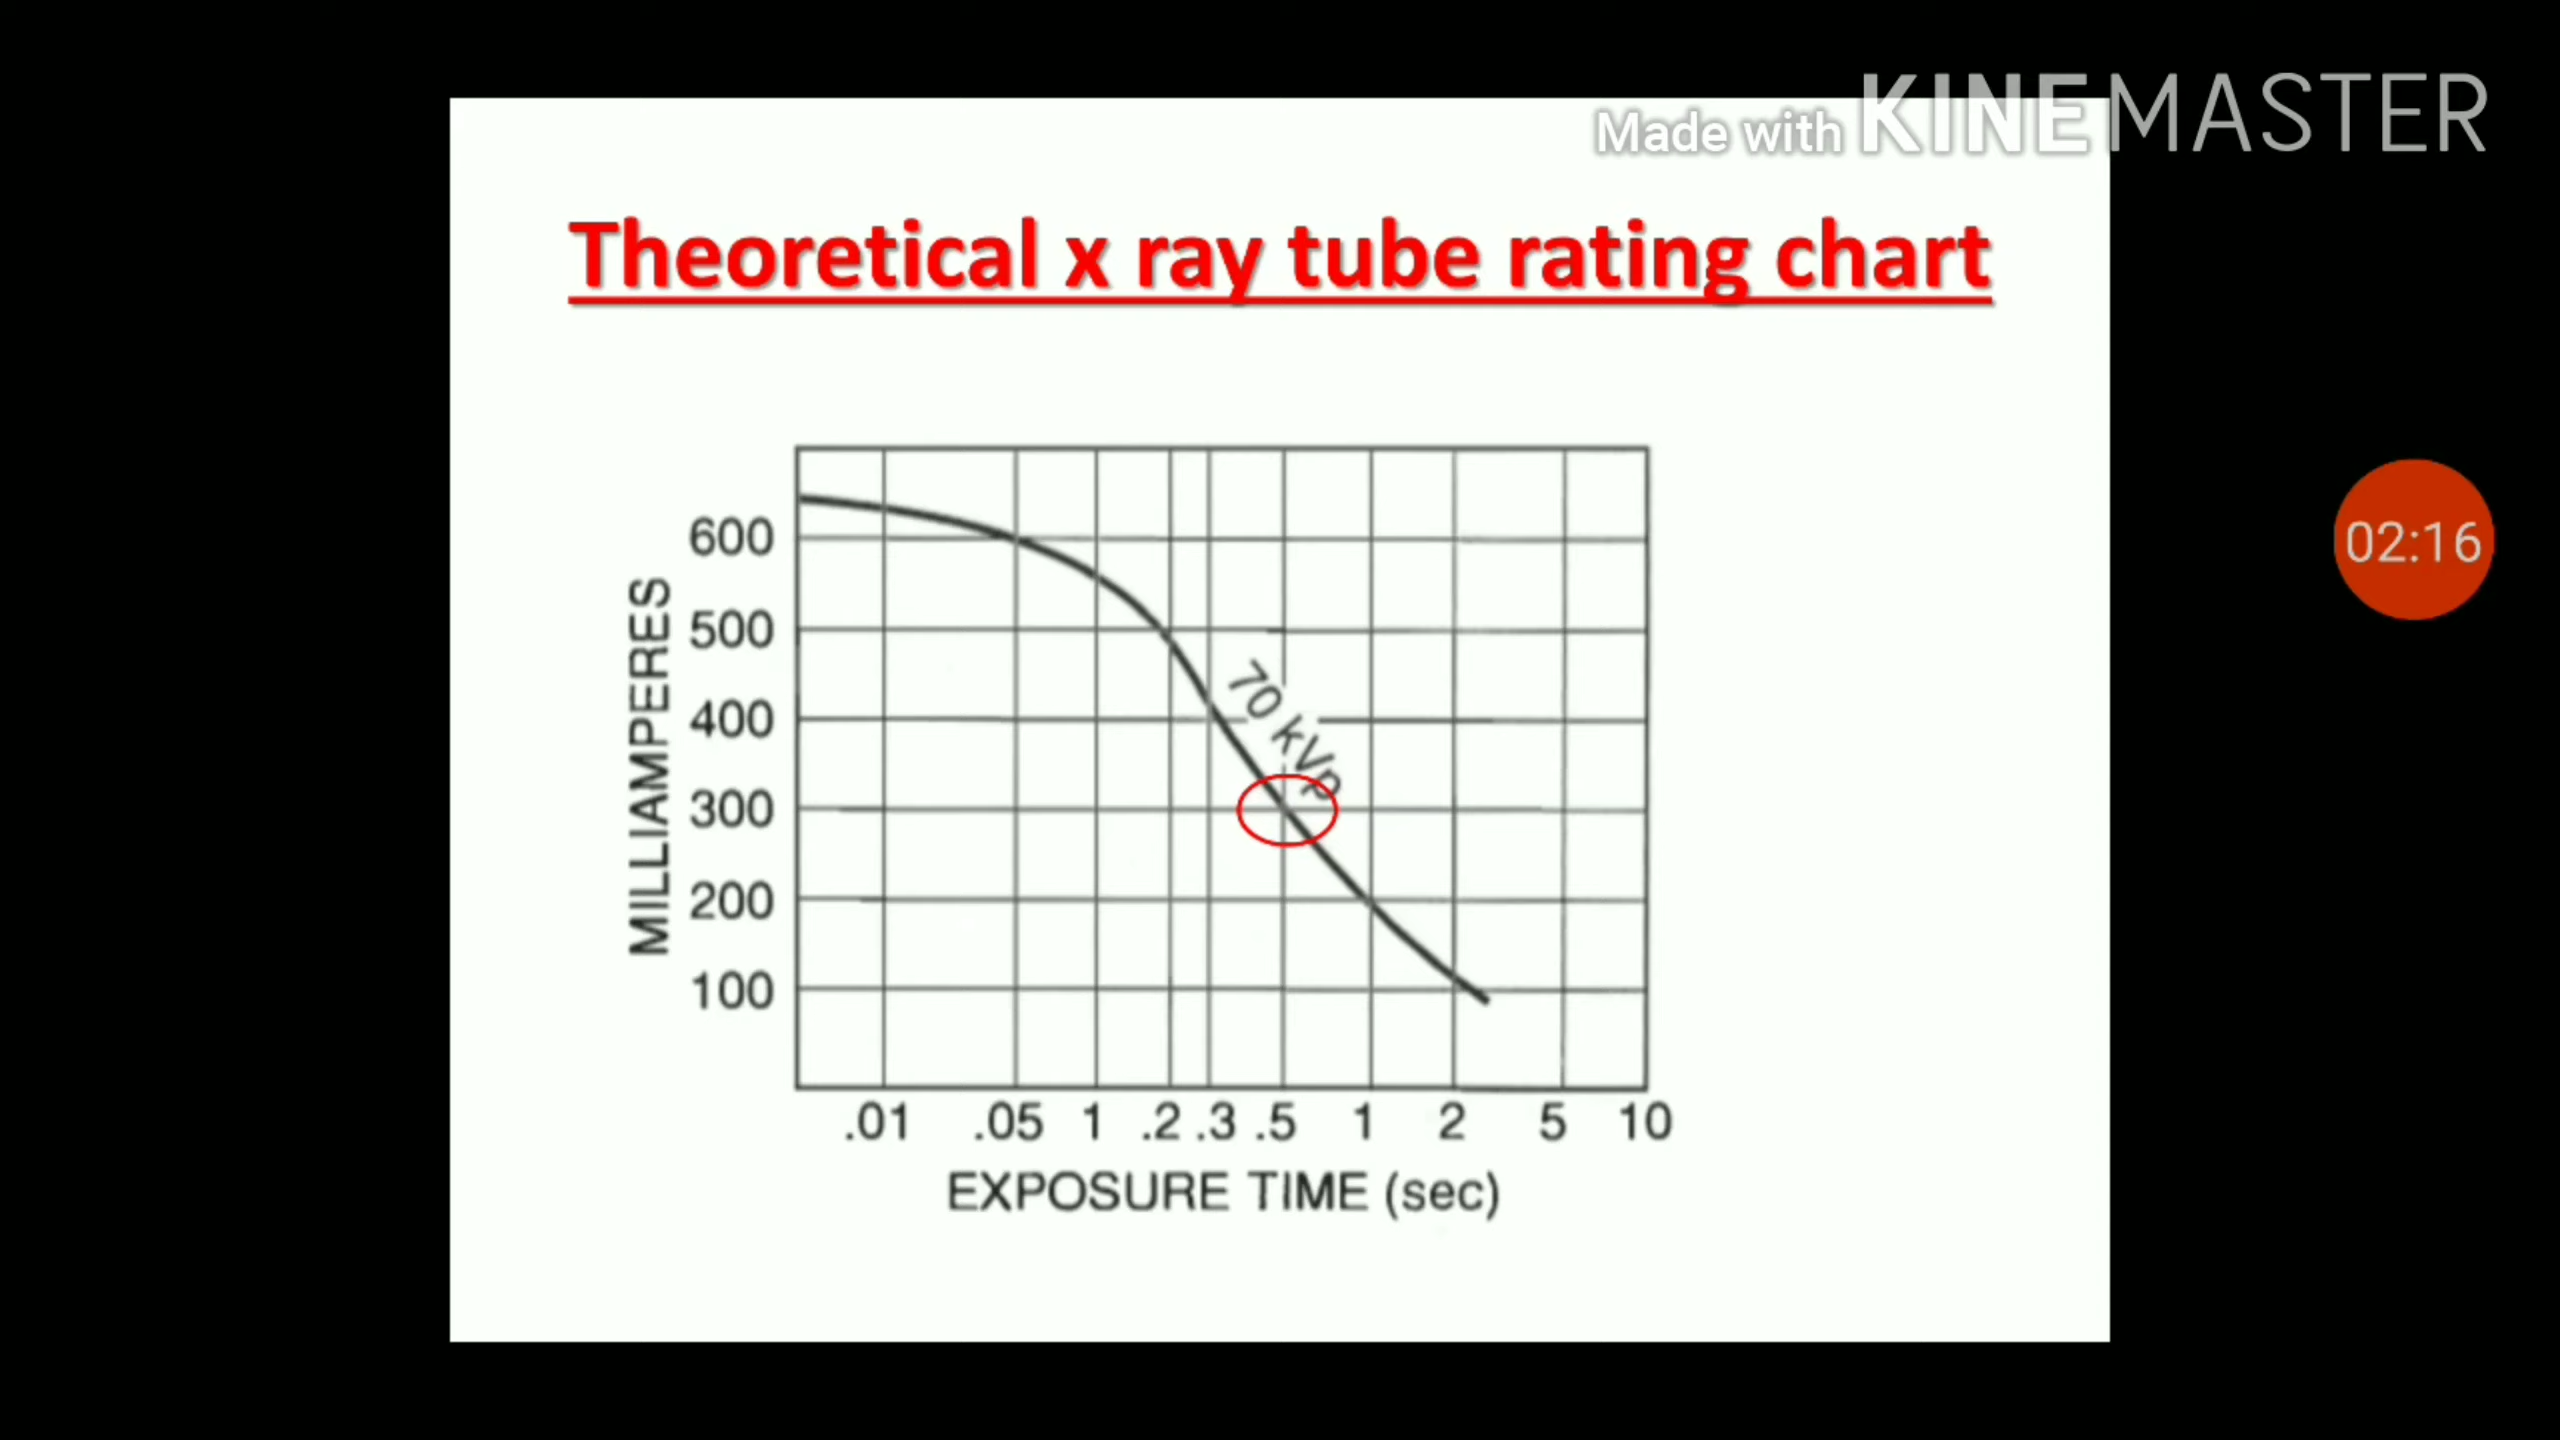 Made with KINEMASTER
Theoretical x ray tube rating chart
02:16
MILLIAMPERES
600
500
400
300
200
100
70 kVp
.01 .05 1 .2 .3 .5 1 2 5 10
EXPOSURE TIME (sec)